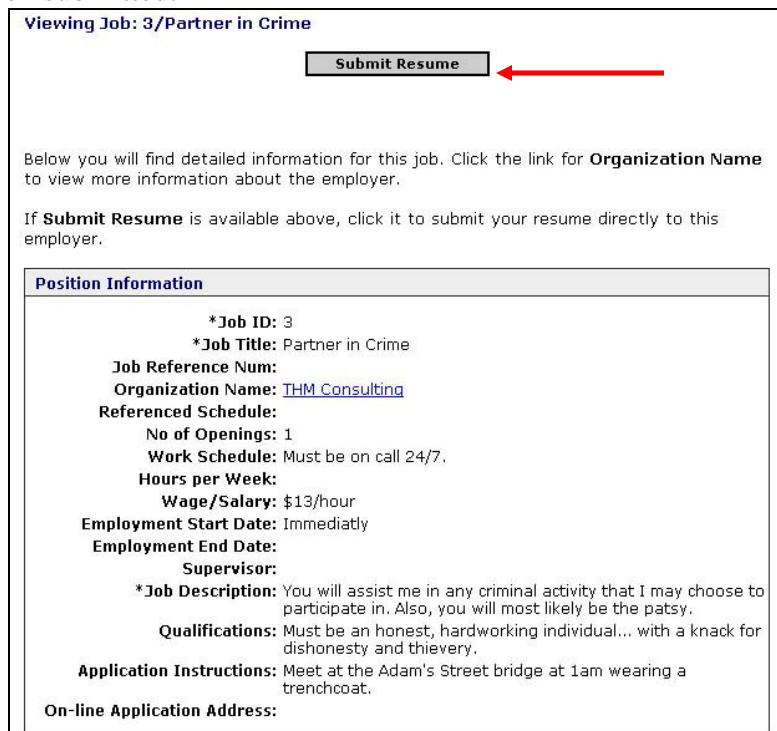 Viewing Job: 3/Partner in Crime
Submit Resume
Below you will find detailed information for this job. Click the link for Organization Name
to view more information about the employer.
If Submit Resume is available above, click it to submit your resume directly to this
employer.
Position Information
*Job ID: 3
*Job Title: Partner in Crime
Job Reference Num:
Organization Name: THM Consulting
Referenced Schedule:
No of Openings: 1
Work Schedule: Must be on call 24/7.
Hours per Week:
Wage/Salary: $13/hour
Employment Start Date: Immediatly
Employment End Date:
Supervisor:
*Job Description: You will assist me in any criminal activity that I may choose to
participate in. Also, you will most likely be the patsy.
Qualifications: Must be an honest, hardworking individual... with a knack for
dishonesty and thievery.
Application Instructions: Meet at the Adam's Street bridge at 1am wearing a
trenchcoat.
On-line Application Address: